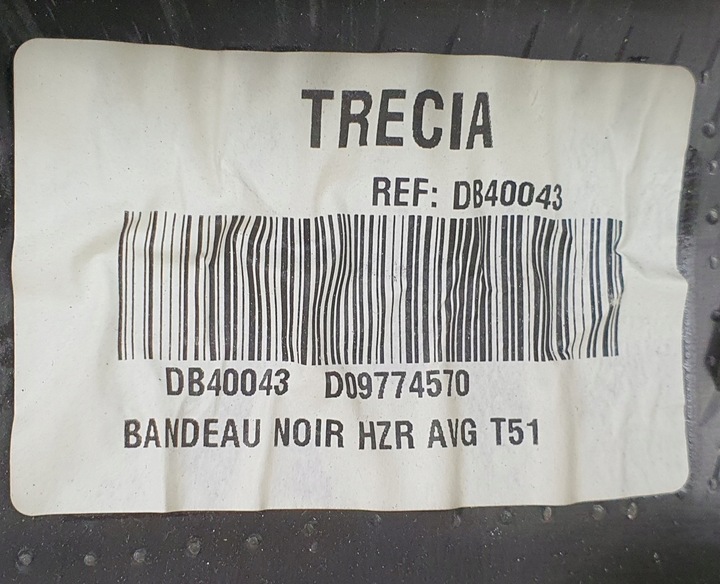 TRECIA
REF: DB40043
DB40043 D09774570
BANDEAU NOIR HZR AVG T51